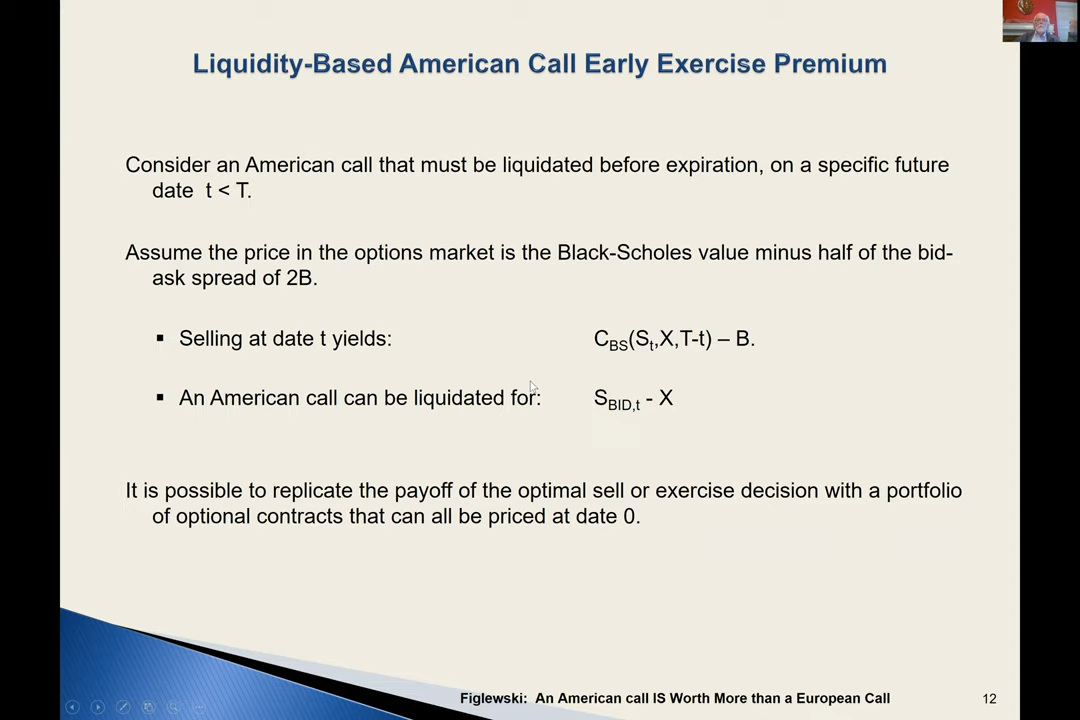 Liquidity-Based American Call Early Exercise Premium
Consider an American call that must be liquidated before expiration, on a specific future
date t < T.
Assume the price in the options market is the Black-Scholes value minus half of the bid-
ask spread of 2B.
▪ Selling at date t yields: C_BS(S_t,X,T-t) – B.
▪ An American call can be liquidated for: S_BID,t - X
It is possible to replicate the payoff of the optimal sell or exercise decision with a portfolio
of optional contracts that can all be priced at date 0.
Figlewski: An American call IS Worth More than a European Call 12